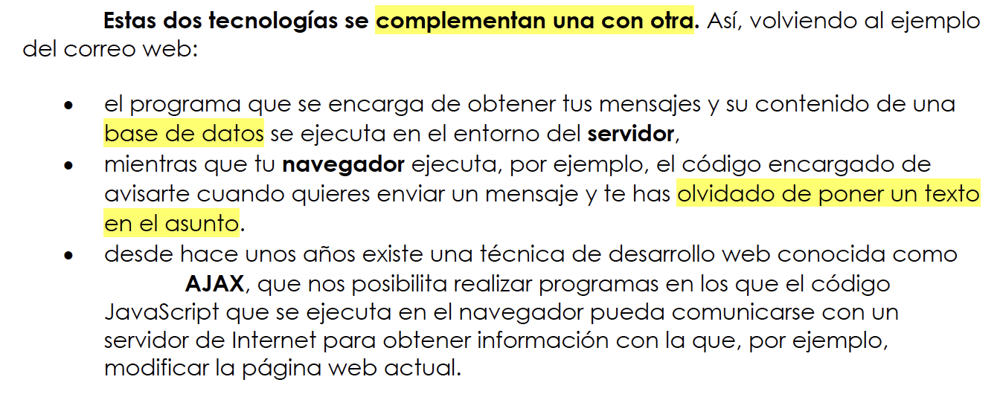 Estas dos tecnologías se complementan una con otra. Así, volviendo al ejemplo
del correo web:
• el programa que se encarga de obtener tus mensajes y su contenido de una
base de datos se ejecuta en el entorno del servidor,
• mientras que tu navegador ejecuta, por ejemplo, el código encargado de
avisarte cuando quieres enviar un mensaje y te has olvidado de poner un texto
en el asunto.
• desde hace unos años existe una técnica de desarrollo web conocida como
AJAX, que nos posibilita realizar programas en los que el código
JavaScript que se ejecuta en el navegador pueda comunicarse con un
servidor de Internet para obtener información con la que, por ejemplo,
modificar la página web actual.